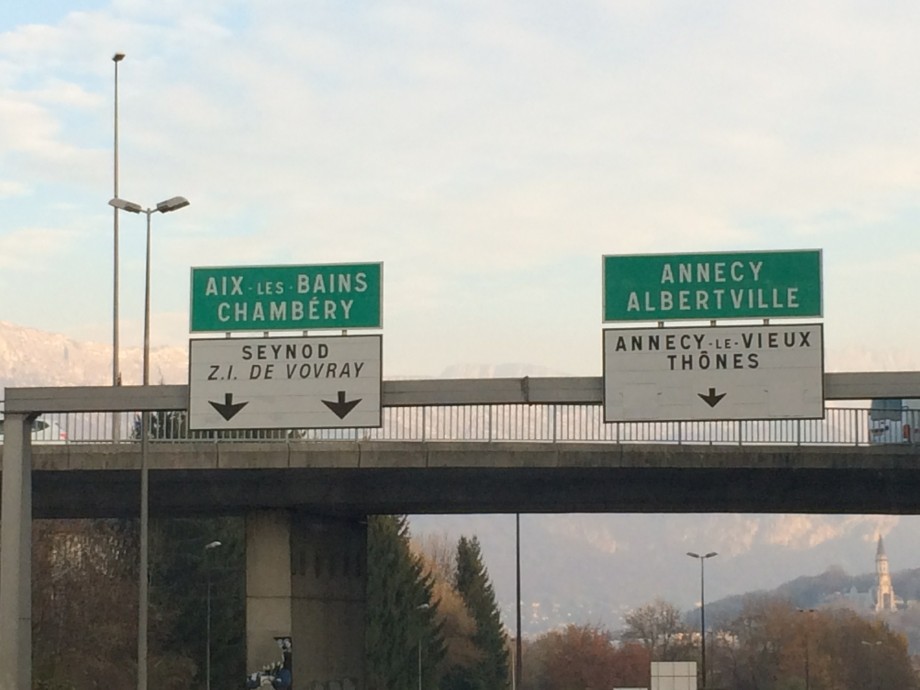 AIX-LES-BAINS
CHAMBÉRY
SEYNOD
Z.I. DE VOVRAY
ANNECY
ALBERTVILLE
ANNECY-LE-VIEUX
THÔNES